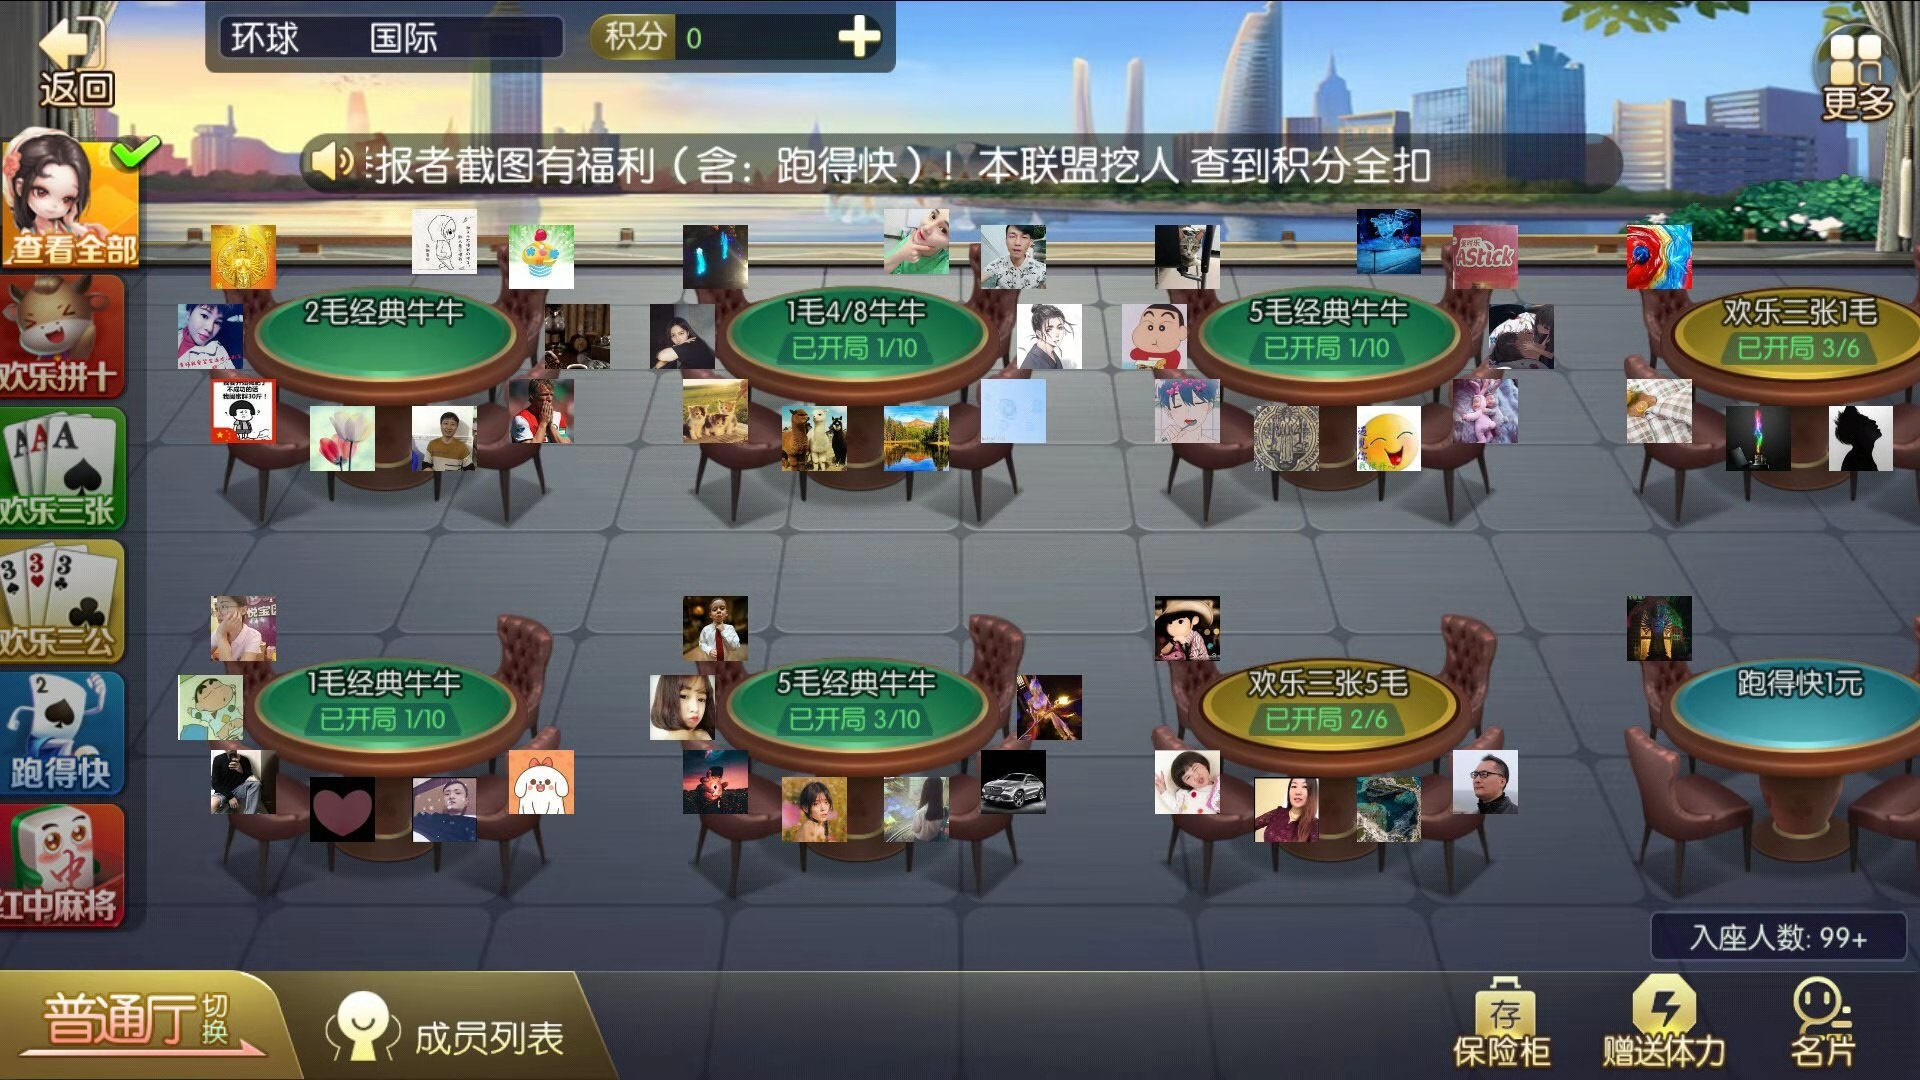 返回
环球 国际
积分 0
更多
报者截图有福利（含：跑得快）！本联盟挖人 查到积分全扣
查看全部
欢乐拼十
欢乐三张
欢乐三公
跑得快
红中麻将
2毛经典牛牛
1毛4/8牛牛
已开局 1/10
5毛经典牛牛
已开局 1/10
欢乐三张1毛
已开局 3/6
AStick
1毛经典牛牛
已开局 1/10
5毛经典牛牛
已开局 3/10
欢乐三张5毛
已开局 2/6
跑得快1元
入座人数: 99+
普通厅 切换
成员列表
存
保险柜
赠送体力
名片